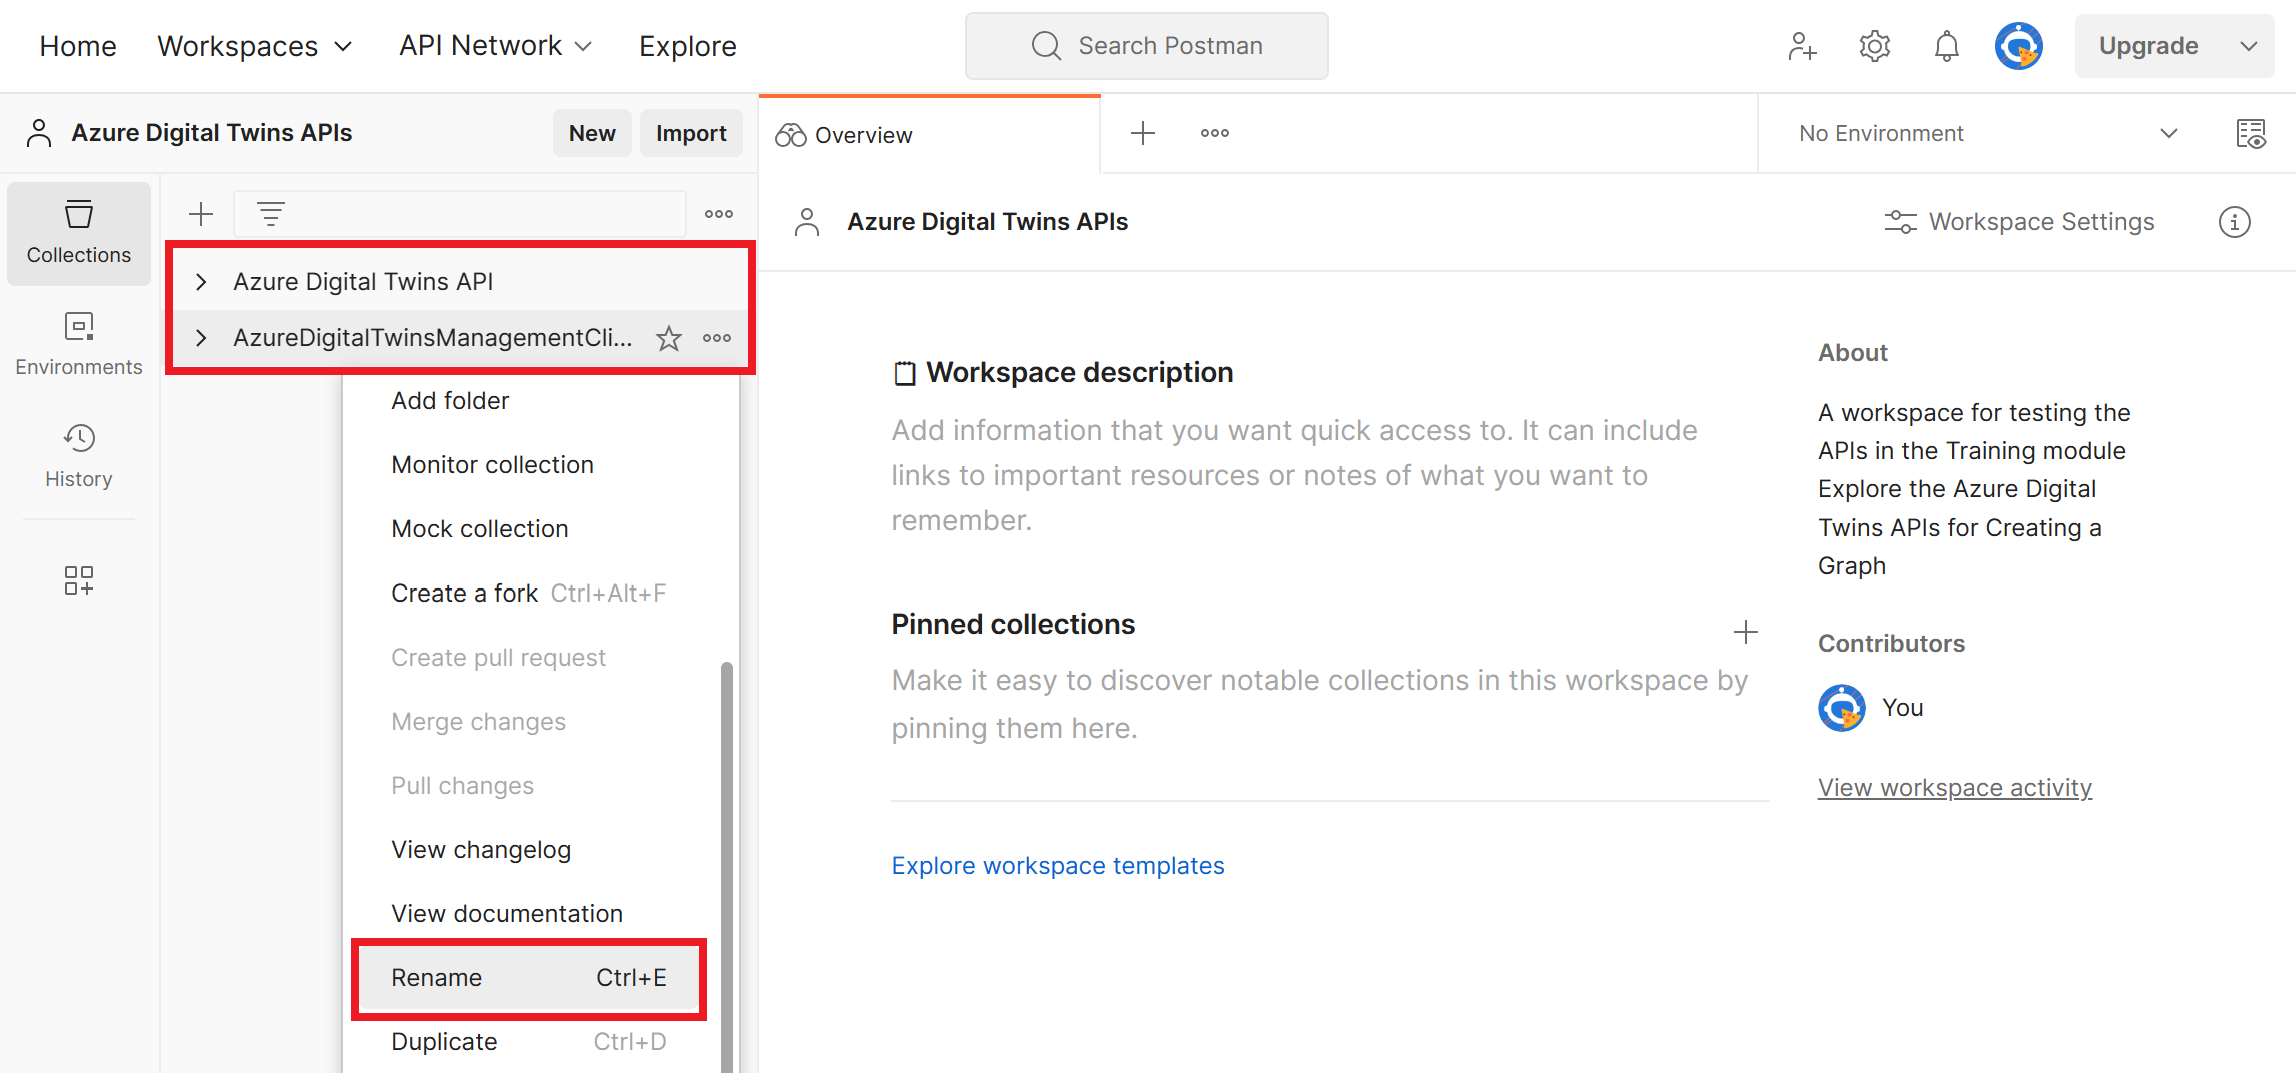 Home Workspaces API Network Explore Search Postman Upgrade
Azure Digital Twins APIs New Import
Overview
No Environment
Collections
Environments
History
Azure Digital Twins API
AzureDigitalTwinsManagementCli...
Add folder
Monitor collection
Mock collection
Create a fork Ctrl+Alt+F
Create pull request
Merge changes
Pull changes
View changelog
View documentation
Rename Ctrl+E
Duplicate Ctrl+D
Azure Digital Twins APIs
Workspace Settings
Workspace description
Add information that you want quick access to. It can include
links to important resources or notes of what you want to
remember.
Pinned collections
Make it easy to discover notable collections in this workspace by
pinning them here.
Explore workspace templates
About
A workspace for testing the
APIs in the Training module
Explore the Azure Digital
Twins APIs for Creating a
Graph
Contributors
You
View workspace activity